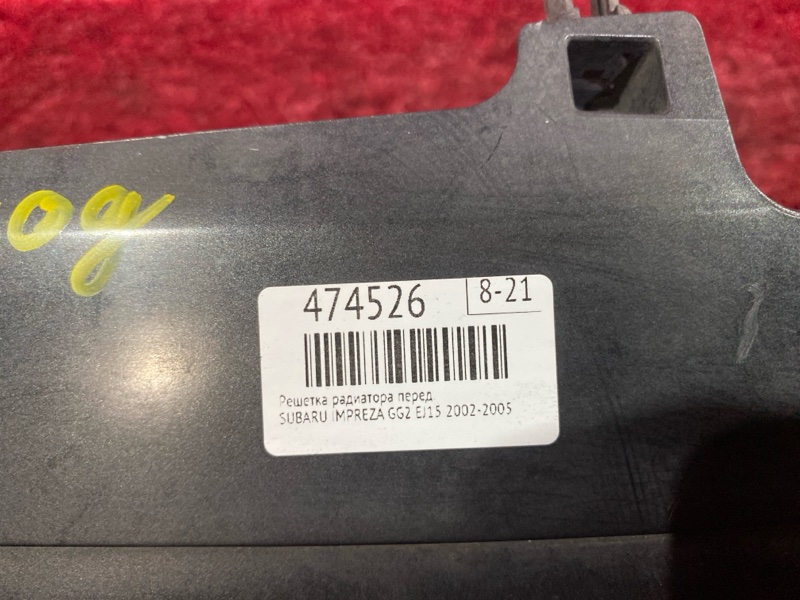 474526
8-21
Решетка радиатора перед
SUBARU IMPREZA GG2 EJ15 2002-2005